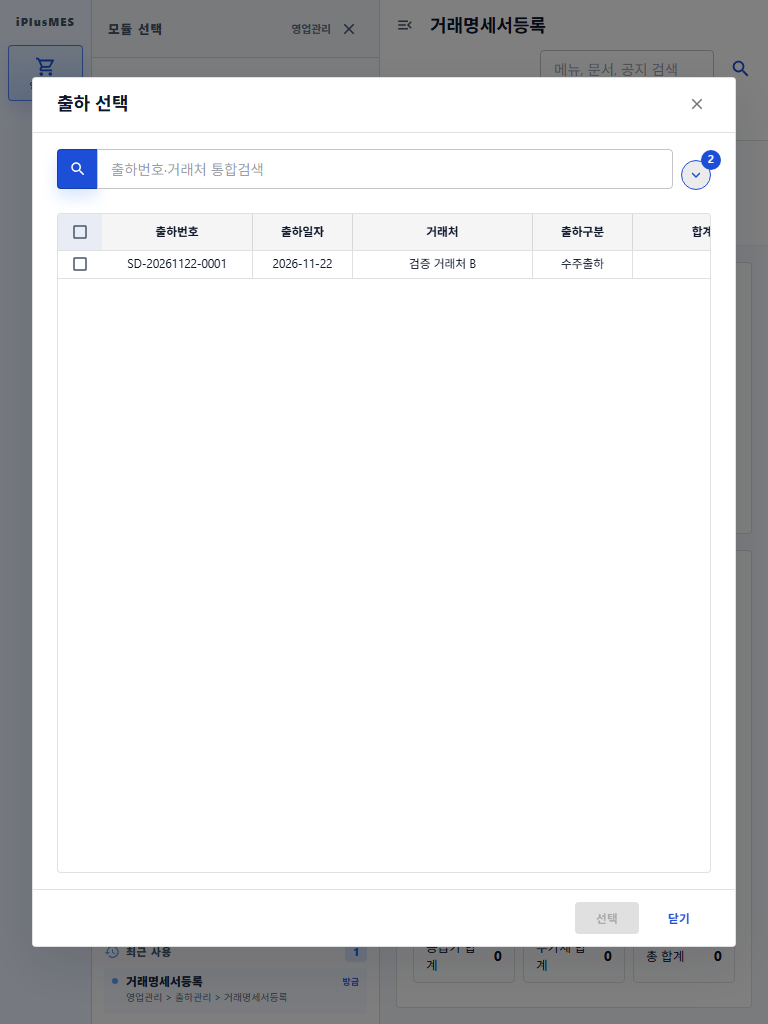 iPlusMES
모듈 선택
영업관리
거래명세서등록
메뉴, 문서, 공지 검색
출하 선택
출하번호·거래처 통합검색
2
출하번호 출하일자 거래처 출하구분
SD-20261122-0001 2026-11-22 검증 거래처 B 수주출하
선택
닫기
최근 사용
1
거래명세서등록
방금
영업관리 > 출하관리 > 거래명세서등록
계
0
계
0
총 합계
0